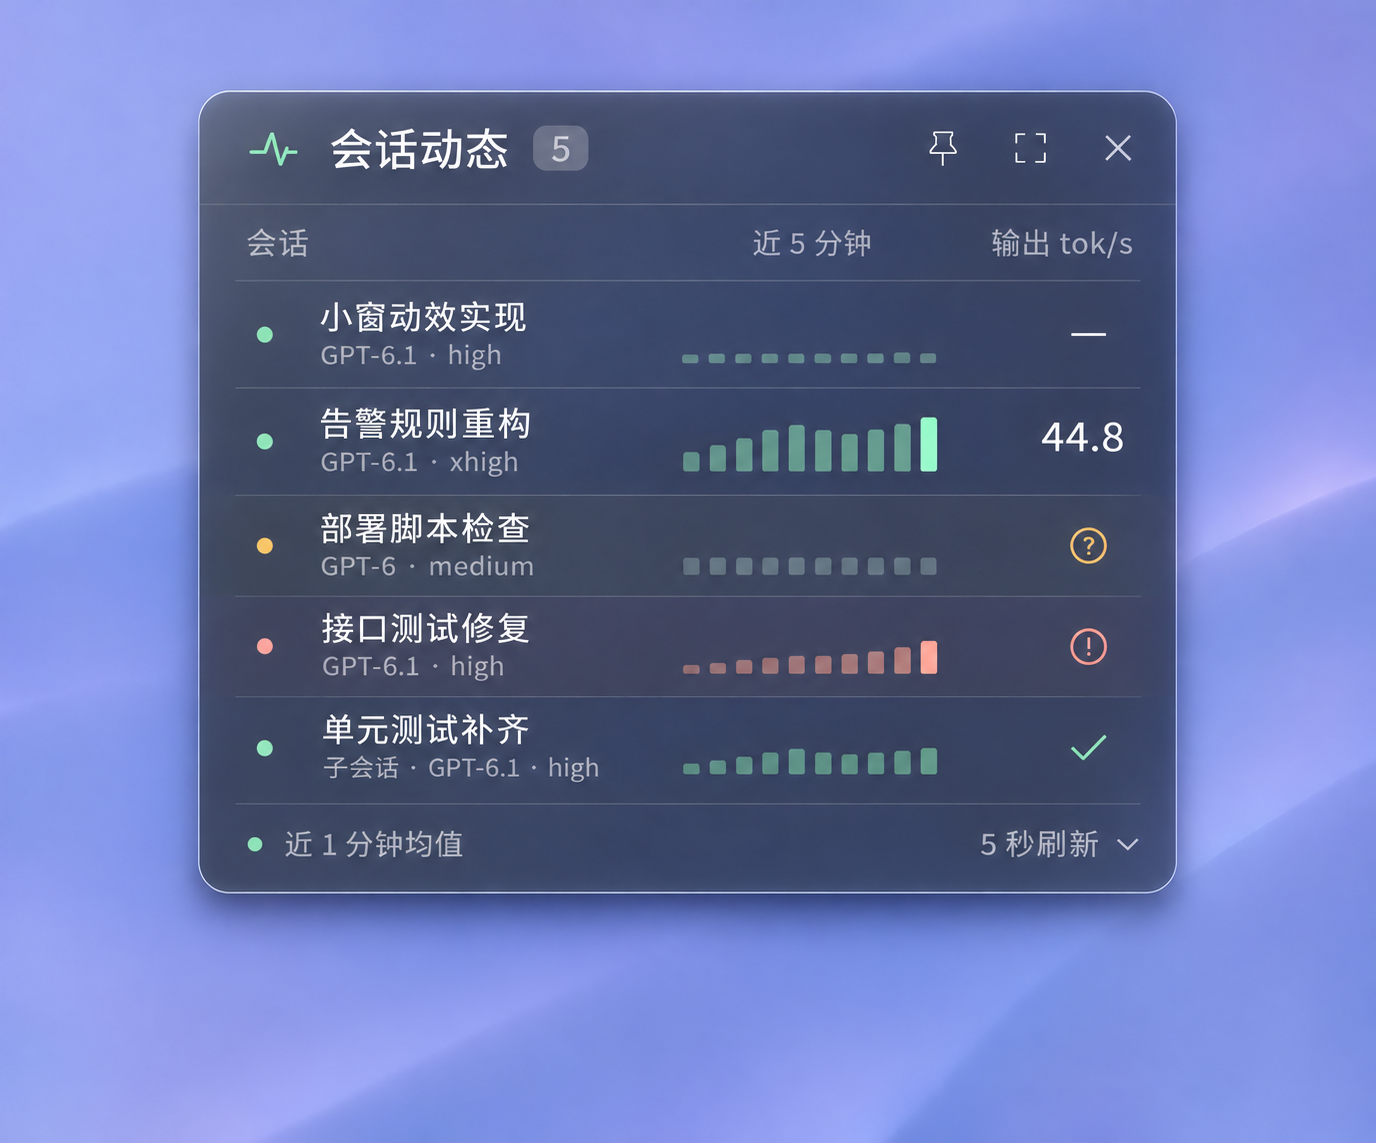 会话动态 5
会话 近 5 分钟 输出 tok/s
小窗动效实现
GPT-6.1 · high
—
告警规则重构
GPT-6.1 · xhigh
44.8
部署脚本检查
GPT-6 · medium
?
接口测试修复
GPT-6.1 · high
!
单元测试补齐
子会话 · GPT-6.1 · high
近 1 分钟均值 5 秒刷新